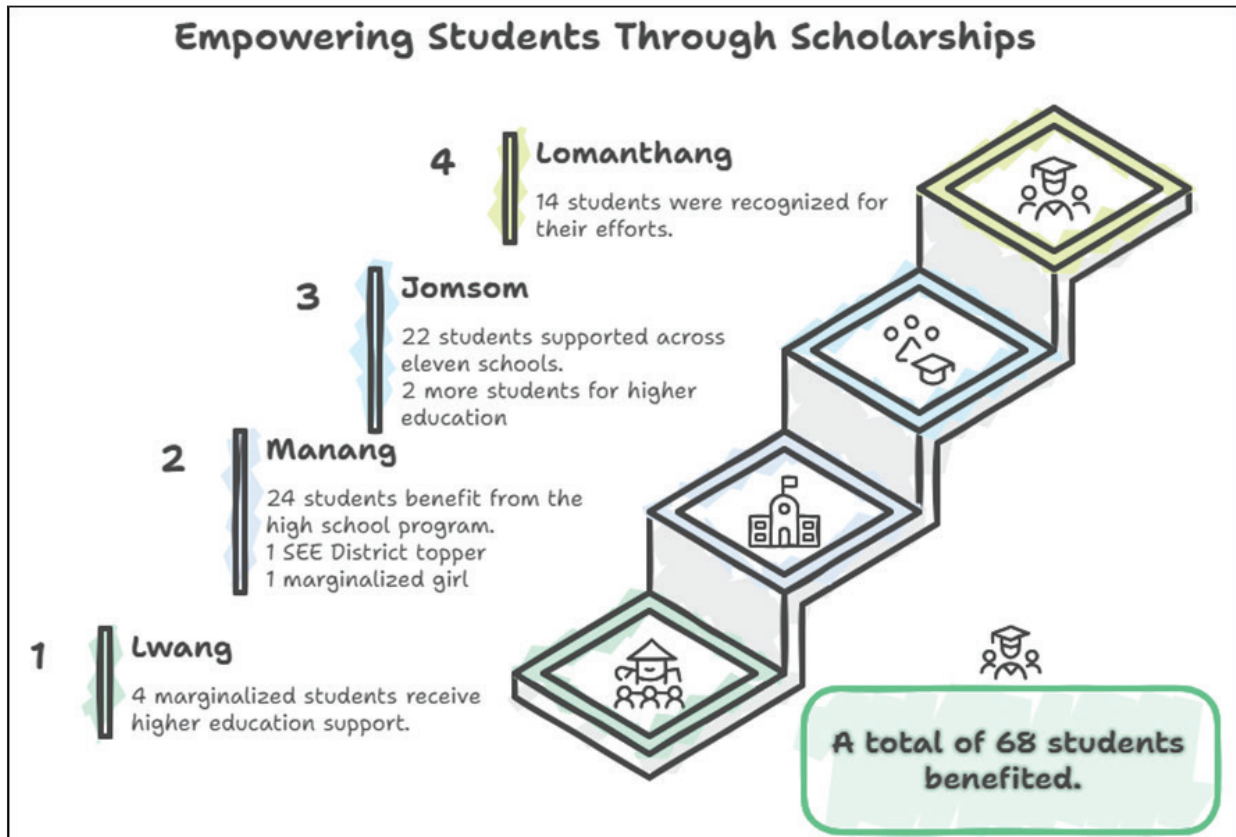 Empowering Students Through Scholarships
4
Lomanthang
14 students were recognized for
their efforts.
3
Jomsom
22 students supported across
eleven schools.
2 more students for higher
education
2
Manang
24 students benefit from the
high school program.
1 SEE District topper
1 marginalized girl
1
Lwang
4 marginalized students receive
higher education support.
A total of 68 students
benefited.